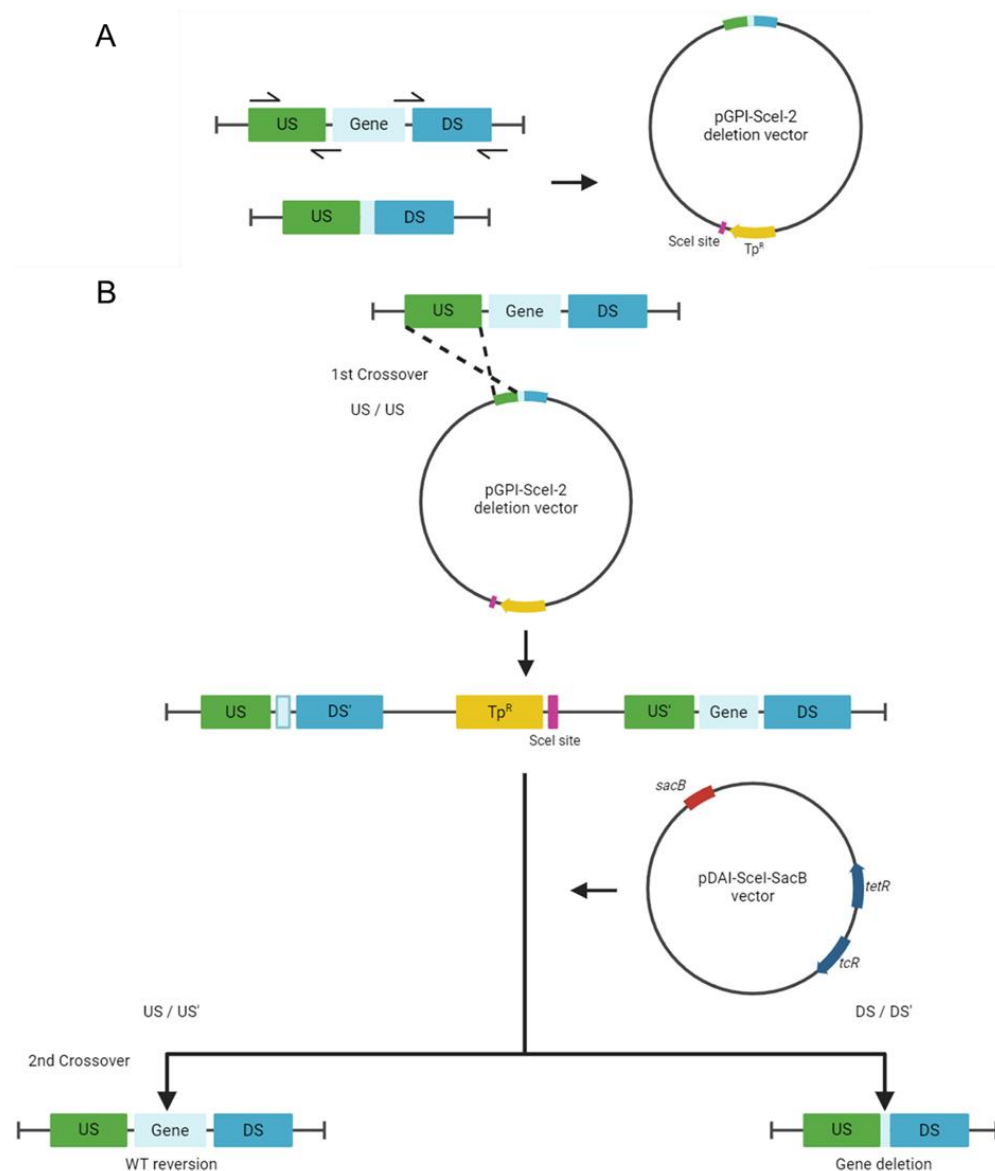 A
US Gene DS
pGPI-SceI-2
deletion vector
US DS
SceI site
Tp^R
B
US Gene DS
1st Crossover
US / US
pGPI-SceI-2
deletion vector
US DS' Tp^R US' Gene DS
SceI site
sacB
pDAI-SceI-SacB
vector
tetR
tcR
US / US'
DS / DS'
2nd Crossover
US Gene DS
US DS
WT reversion
Gene deletion